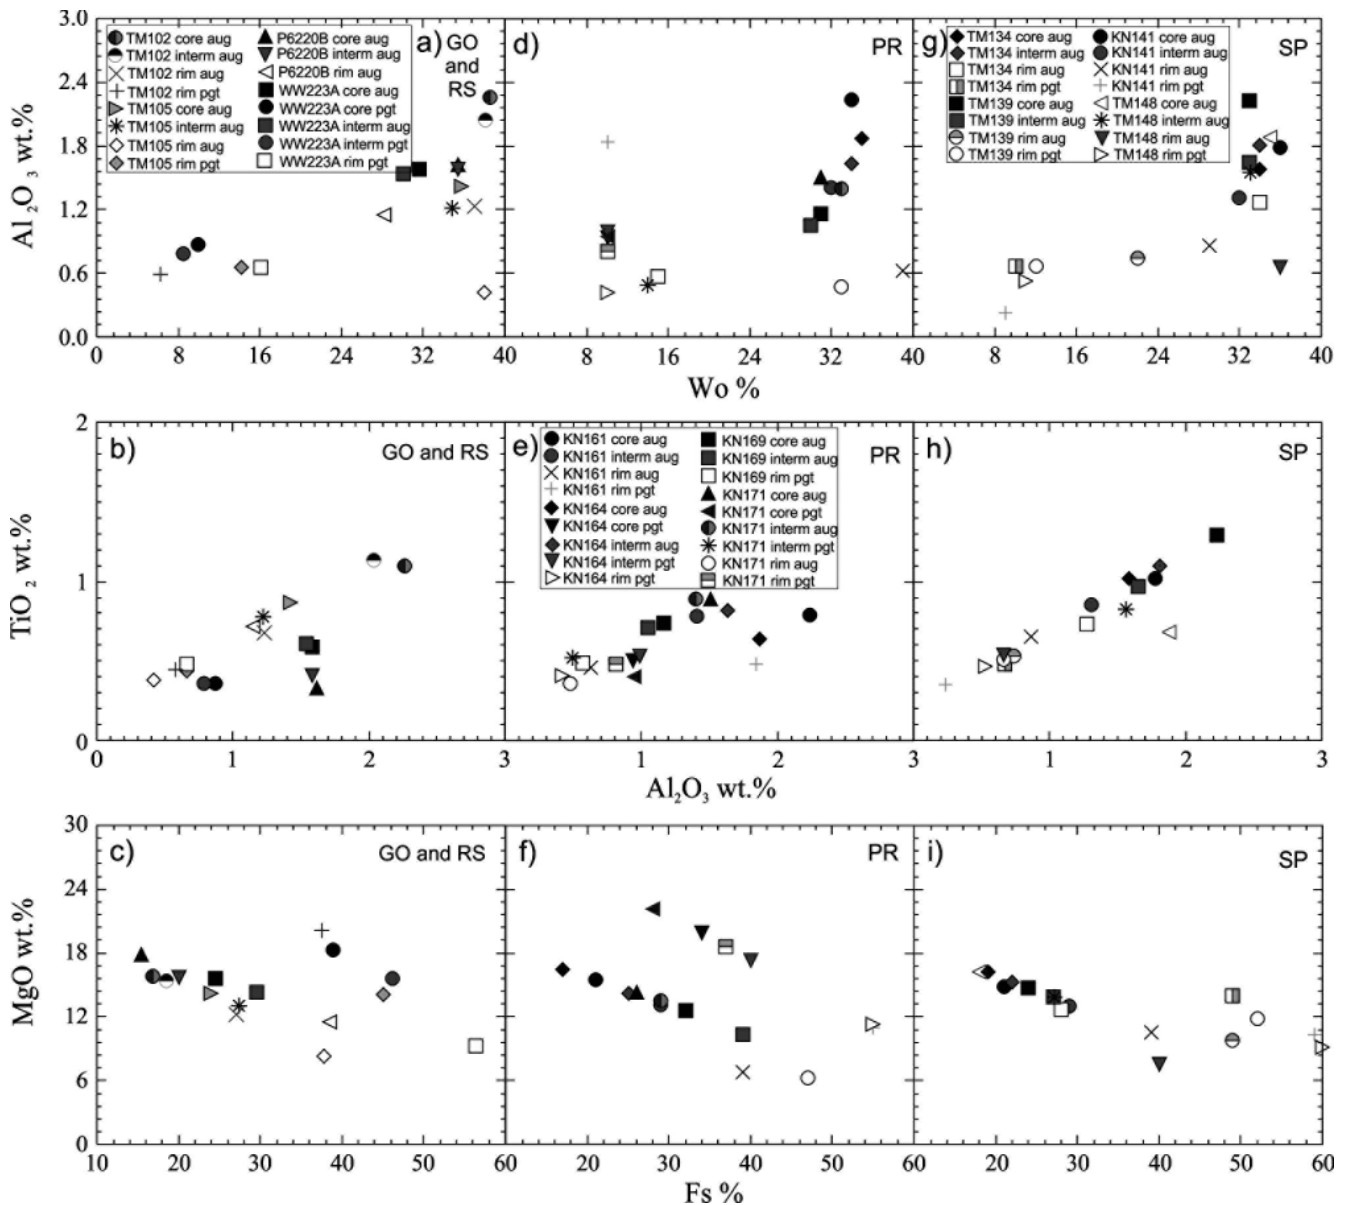 a)
GO
and
RS
TM102 core aug
TM102 interm aug
TM102 rim aug
TM102 rim pgt
TM105 core aug
TM105 interm aug
TM105 rim aug
TM105 rim pgt
P6220B core aug
P6220B interm aug
P6220B rim aug
WW223A core aug
WW223A core pgt
WW223A interm aug
WW223A interm pgt
WW223A rim pgt
d)
PR
g)
SP
TM134 core aug
TM134 interm aug
TM134 rim aug
TM134 rim pgt
TM139 core aug
TM139 interm aug
TM139 rim aug
TM139 rim pgt
KN141 core aug
KN141 interm aug
KN141 rim aug
KN141 rim pgt
TM148 core aug
TM148 interm aug
TM148 rim aug
TM148 rim pgt
Al2O3 wt.%
3.0
2.4
1.8
1.2
0.6
0.0
0 8 16 24 32 40 8 16 24 32 40 8 16 24 32 40
Wo %
b)
GO and RS
e)
PR
KN161 core aug
KN161 interm aug
KN161 rim aug
KN161 rim pgt
KN164 core aug
KN164 core pgt
KN164 interm aug
KN164 interm pgt
KN164 rim pgt
KN169 core aug
KN169 interm aug
KN169 rim pgt
KN171 core aug
KN171 core pgt
KN171 interm aug
KN171 interm pgt
KN171 rim aug
KN171 rim pgt
h)
SP
TiO2 wt.%
2
1
0
0 1 2 3 1 2 3 1 2 3
Al2O3 wt.%
c)
GO and RS
f)
PR
i)
SP
MgO wt.%
30
24
18
12
6
0
10 20 30 40 50 60 20 30 40 50 60 20 30 40 50 60
Fs %